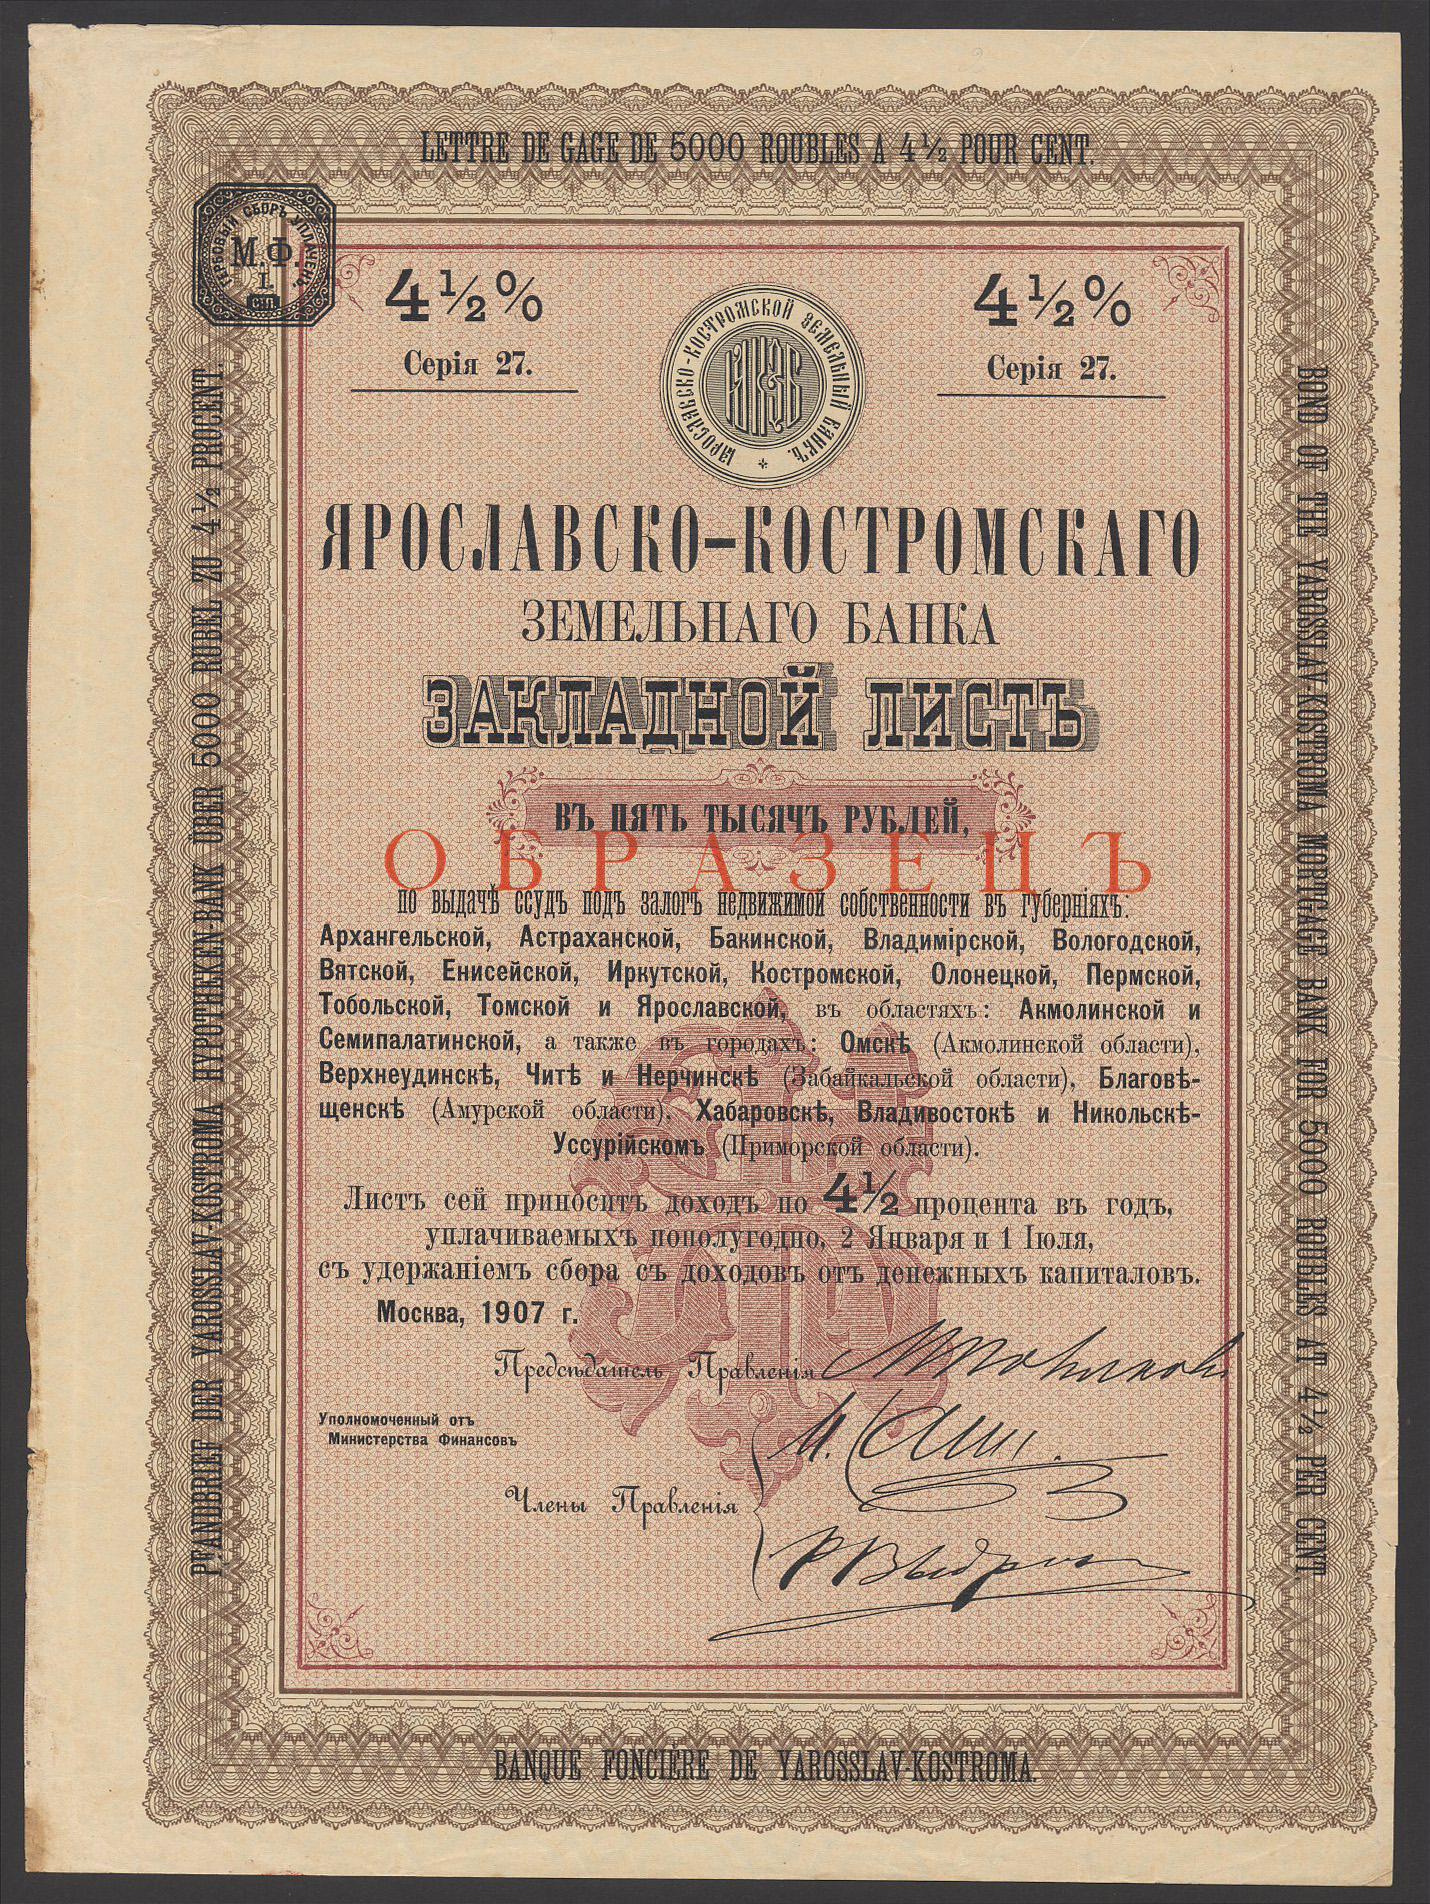 LETTRE DE GAGE DE 5000 ROUBLES A 4½ POUR CENT.
ГЕРБОВЫЙ СБОРЪ УПЛАЧЕНЪ.
М.Ф.
1.
СПБ
4½%
4½%
Серія 27.
Серія 27.
ЯРОСЛАВСКО-КОСТРОМСКОЙ ЗЕМЕЛЬНЫЙ БАНКЪ.
PFANDBRIEF DER YAROSSLAV-KOSTROMA HYPOTHEKEN-BANK ÜBER 5000 RUBEL ZU 4½ PROCENT.
BOND OF THE YAROSSLAV-KOSTROMA MORTGAGE BANK FOR 5000 ROUBLES AT 4½ PER CENT
ЯРОСЛАВСКО-КОСТРОМСКАГО
ЗЕМЕЛЬНАГО БАНКА
ЗАКЛАДНОЙ ЛИСТЪ
ВЪ ПЯТЬ ТЫСЯЧЪ РУБЛЕЙ,
ОБРАЗЕЦЪ
по выдачѣ ссудъ подъ залогъ недвижимой собственности въ губерніяхъ:
Архангельской, Астраханской, Бакинской, Владимірской, Вологодской,
Вятской, Енисейской, Иркутской, Костромской, Олонецкой, Пермской,
Тобольской, Томской и Ярославской, въ областяхъ: Акмолинской и
Семипалатинской, а также въ городахъ: Омскѣ (Акмолинской области),
Верхнеудинскѣ, Читѣ и Нерчинскѣ (Забайкальской области), Благовѣ-
щенскѣ (Амурской области), Хабаровскѣ, Владивостокѣ и Никольскѣ-
Уссурійскомъ (Приморской области).
Листъ сей приноситъ доходъ по 4½ процента въ годъ,
уплачиваемыхъ пополугодно, 2 Января и 1 Іюля,
съ удержаніемъ сбора съ доходовъ отъ денежныхъ капиталовъ.
Москва, 1907 г.
Предсѣдатель Правленія
Уполномоченный отъ
Министерства Финансовъ
Члены Правленія
BANQUE FONCIÈRE DE YAROSSLAV-KOSTROMA.